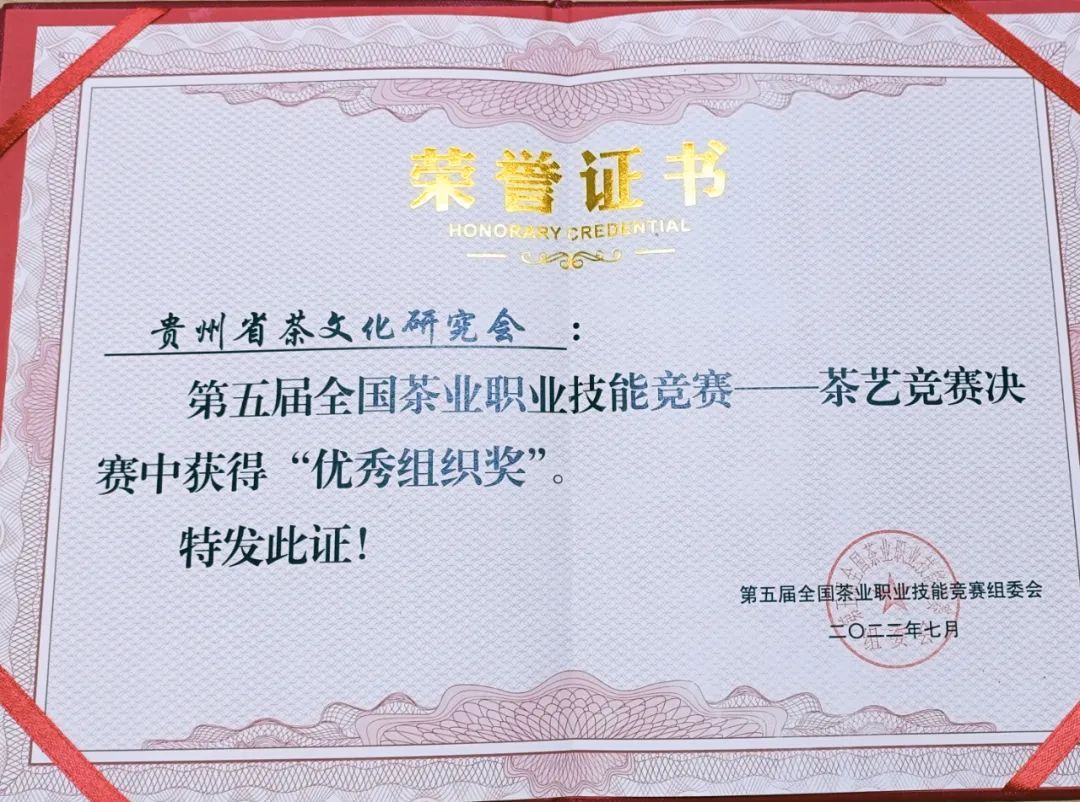 荣誉证书
HONORARY CREDENTIAL
贵州省茶文化研究会：
第五届全国茶业职业技能竞赛——茶艺竞赛决
赛中获得“优秀组织奖”。
特发此证！
第五届全国茶业职业技能竞赛组委会
二〇二二年七月